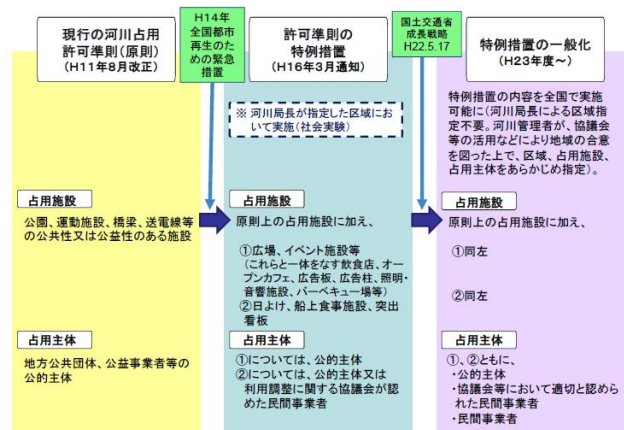 現行の河川占用
許可準則(原則)
(H11年8月改正)
占用施設
公園、運動施設、橋梁、送電線等
の公共性又は公益性のある施設
占用主体
地方公共団体、公益事業者等の
公的主体
H14年
全国都市
再生のため
の緊急
措置
許可準則の
特例措置
(H16年3月通知)
※ 河川局長が指定した区域にお
いて実施(社会実験)
占用施設
原則上の占用施設に加え、
①広場、イベント施設等
(これらと一体をなす飲食店、オー
プンカフェ、広告板、広告柱、照明・
音響施設、バーベキュー場等)
②日よけ、船上食事施設、突出
看板
占用主体
①については、公的主体
②については、公的主体又は
利用調整に関する協議会が認
めた民間事業者
国土交通省
成長戦略
H22.5.17
特例措置の一般化
(H23年度~)
特例措置の内容を全国で実施
可能に(河川局長による区域指
定不要。河川管理者が、協議会
等の活用などにより地域の合意
を図った上で、区域、占用施設、
占用主体をあらかじめ指定)。
占用施設
原則上の占用施設に加え、
①同左
②同左
占用主体
①、②ともに、
・公的主体
・協議会等において適切と認めら
れた民間事業者
・民間事業者